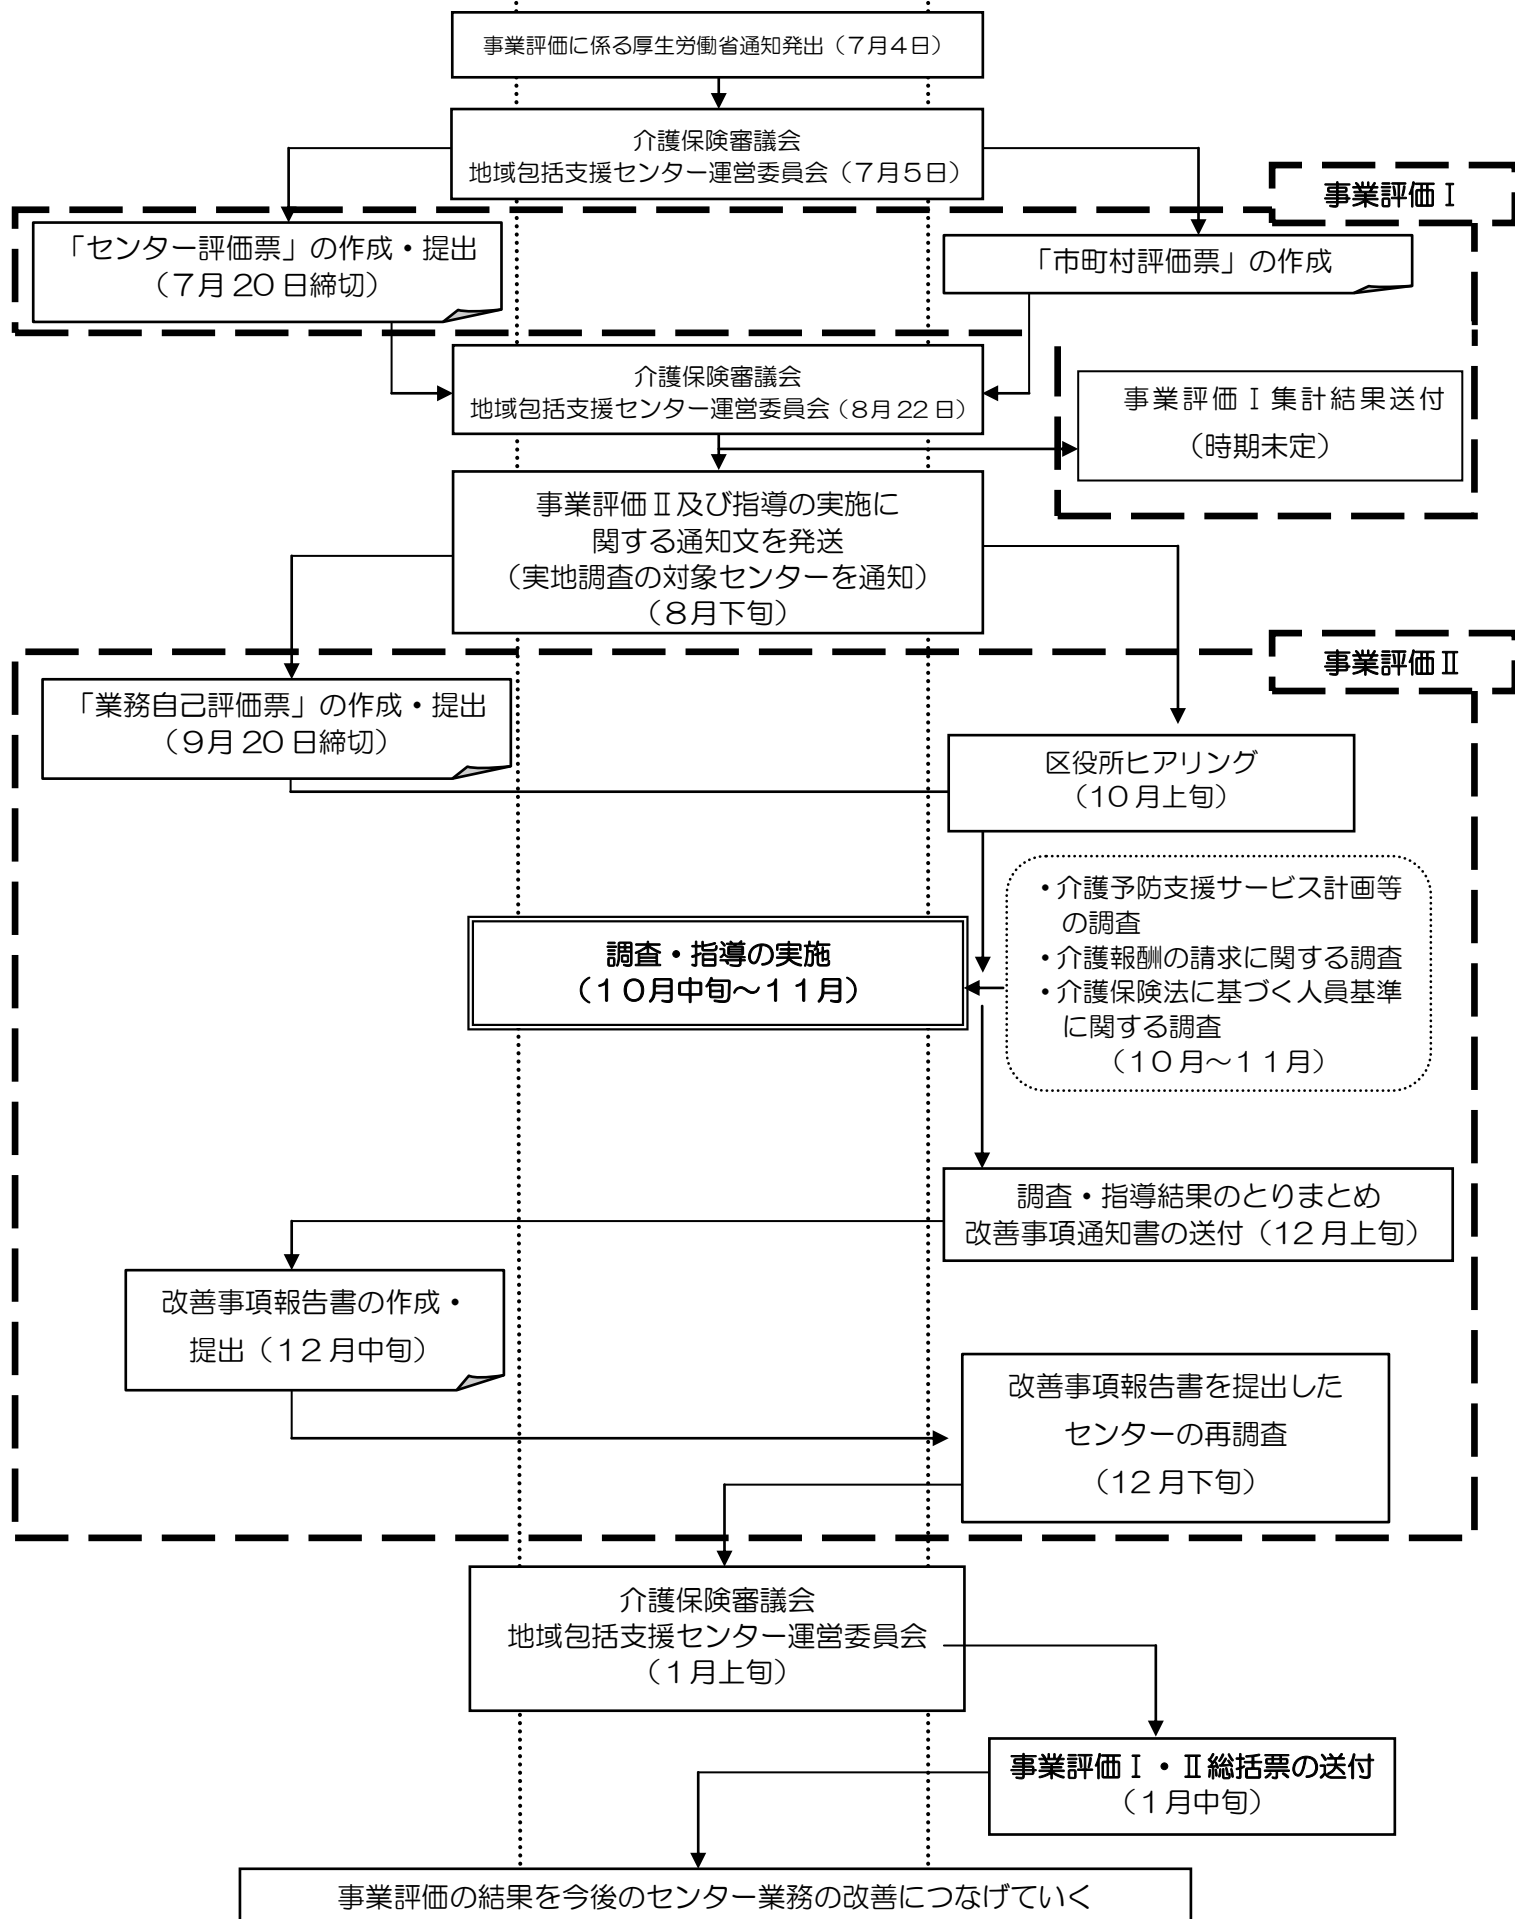 事業評価に係る厚生労働省通知発出（７月４日）
介護保険審議会
地域包括支援センター運営委員会（７月５日）
事業評価Ⅰ
「センター評価票」の作成・提出
（７月20日締切）
「市町村評価票」の作成
介護保険審議会
地域包括支援センター運営委員会（８月22日）
事業評価Ⅰ集計結果送付
（時期未定）
事業評価Ⅱ及び指導の実施に
関する通知文を発送
（実地調査の対象センターを通知）
（８月下旬）
事業評価Ⅱ
「業務自己評価票」の作成・提出
（９月20日締切）
区役所ヒアリング
（10月上旬）
・介護予防支援サービス計画等
の調査
・介護報酬の請求に関する調査
・介護保険法に基づく人員基準
に関する調査
（１０月～１１月）
調査・指導の実施
（１０月中旬～１１月）
調査・指導結果のとりまとめ
改善事項通知書の送付（12月上旬）
改善事項報告書の作成・
提出（１２月中旬）
改善事項報告書を提出した
センターの再調査
（12月下旬）
介護保険審議会
地域包括支援センター運営委員会
（１月上旬）
事業評価Ⅰ・Ⅱ総括票の送付
（１月中旬）
事業評価の結果を今後のセンター業務の改善につなげていく